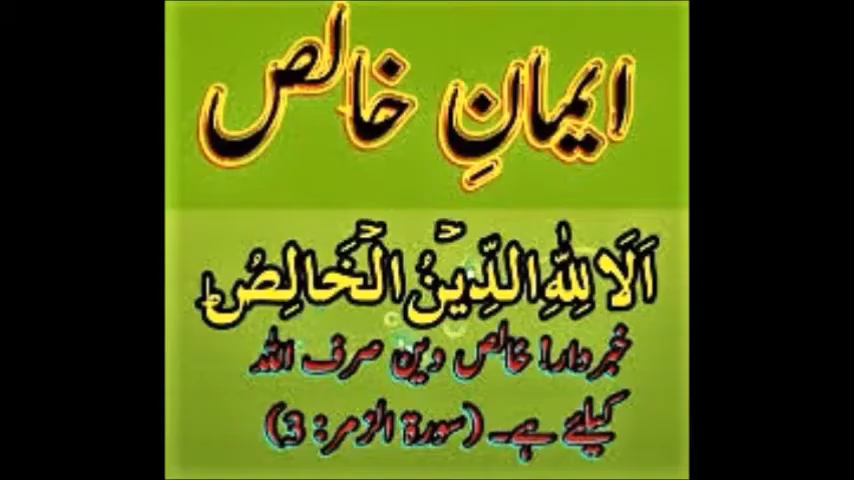 ایمانِ خالص
اَلَا لِلّٰهِ الدِّيۡنُ الۡخَالِصُ ؕ
خبردار! خالص دین صرف اللہ
کیلئے ہے۔ (سورۃ الزمر: 3)